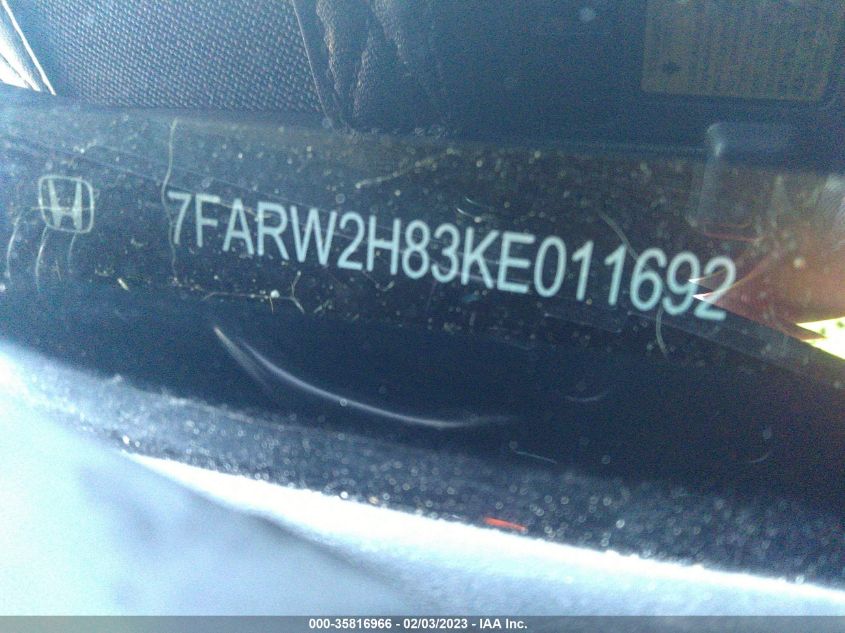 7FARW2H83KE011692
000-35816966 - 02/03/2023 - IAA Inc.